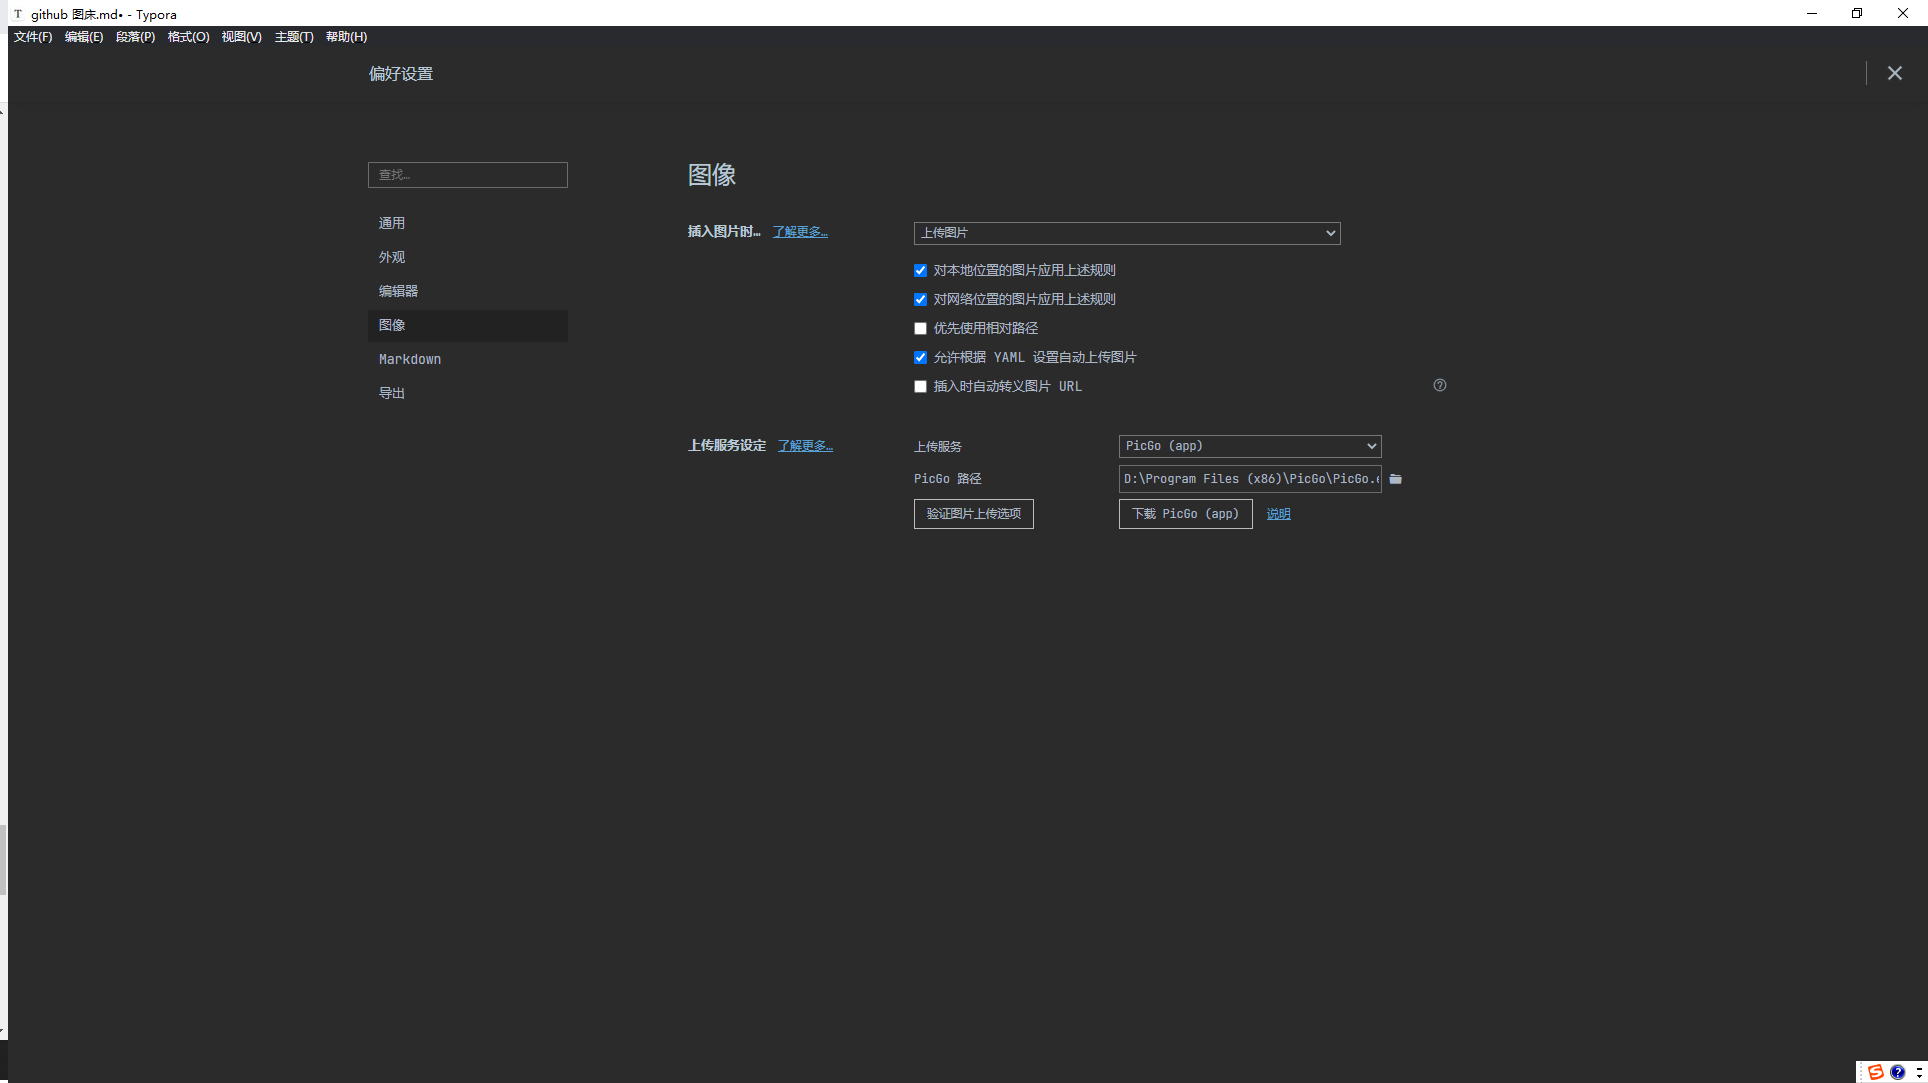 github 图床.md• - Typora
文件(F) 编辑(E) 段落(P) 格式(O) 视图(V) 主题(T) 帮助(H)
偏好设置
查找…
通用
外观
编辑器
图像
Markdown
导出
图像
插入图片时… 了解更多… 上传图片
对本地位置的图片应用上述规则
对网络位置的图片应用上述规则
优先使用相对路径
允许根据 YAML 设置自动上传图片
插入时自动转义图片 URL
上传服务设定 了解更多… 上传服务 PicGo (app)
PicGo 路径 D:\Program Files (x86)\PicGo\PicGo.e
验证图片上传选项 下载 PicGo (app) 说明